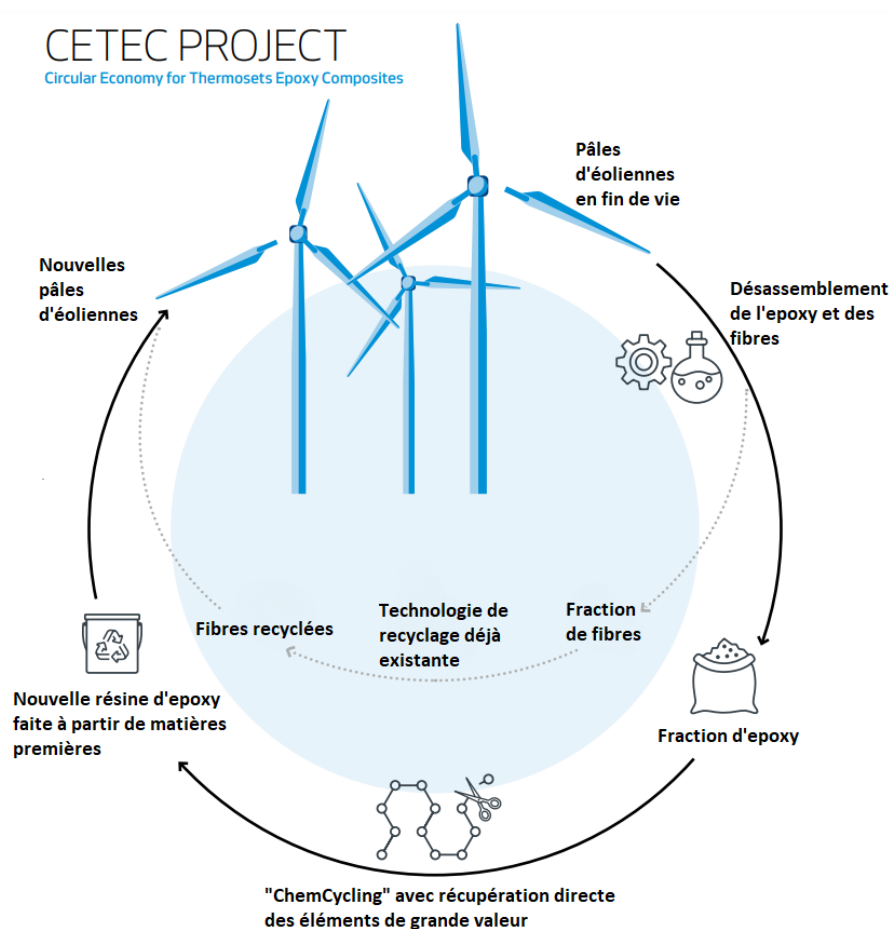 CETEC PROJECT
Circular Economy for Thermosets Epoxy Composites
Pâles
d'éoliennes
en fin de vie
Nouvelles
pâles
d'éoliennes
Désassemblement
de l'epoxy et des
fibres
Fibres recyclées
Technologie de
recyclage déjà
existante
Fraction
de fibres
Nouvelle résine d'epoxy
faite à partir de matières
premières
Fraction d'epoxy
"ChemCycling" avec récupération directe
des éléments de grande valeur